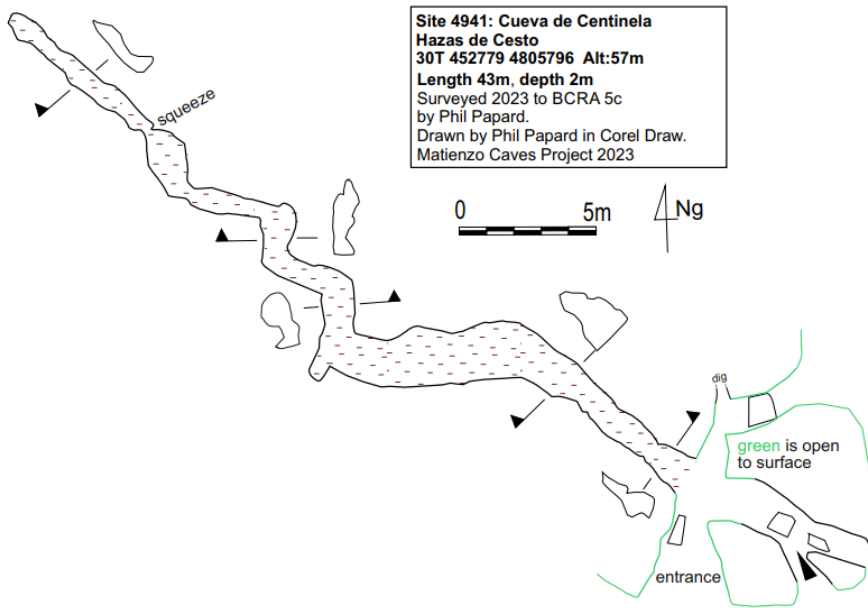 Site 4941: Cueva de Centinela
Hazas de Cesto
30T 452779 4805796 Alt:57m
Length 43m, depth 2m
Surveyed 2023 to BCRA 5c
by Phil Papard.
Drawn by Phil Papard in Corel Draw.
Matienzo Caves Project 2023
squeeze
0 5m
Ng
dig
green is open
to surface
entrance